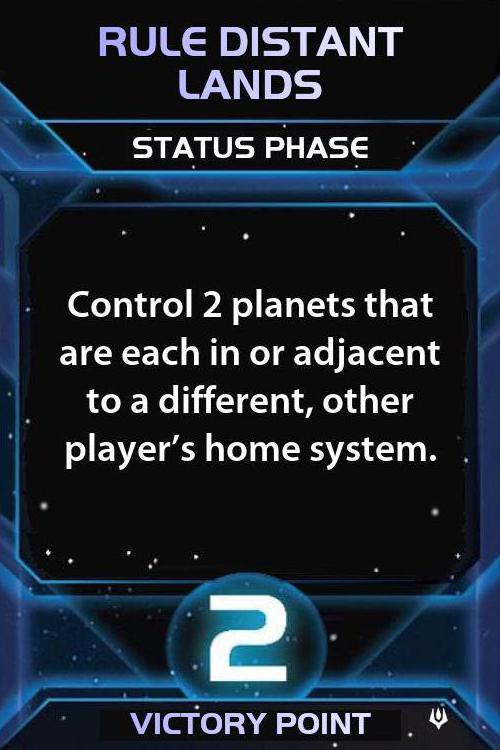 RULE DISTANT
LANDS
STATUS PHASE
Control 2 planets that
are each in or adjacent
to a different, other
player's home system.
2
VICTORY POINT